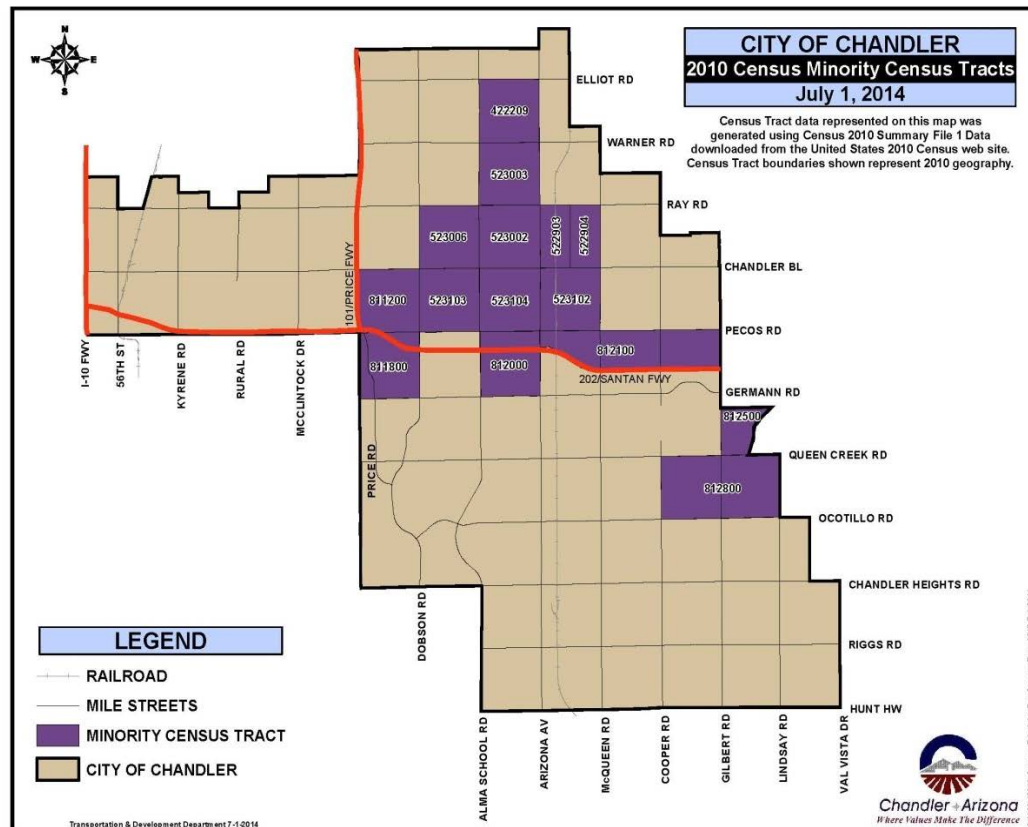 N
W
E
S
CITY OF CHANDLER
2010 Census Minority Census Tracts
July 1, 2014
Census Tract data represented on this map was
generated using Census 2010 Summary File 1 Data
downloaded from the United States 2010 Census web site.
Census Tract boundaries shown represent 2010 geography.
ELLIOT RD
422209
WARNER RD
523003
RAY RD
523006
523002
522903
522904
101/PRICE FWY
CHANDLER BL
811200
523103
523104
523102
PECOS RD
812100
811800
812000
202/SANTAN FWY
I-10 FWY
56TH ST
KYRENE RD
RURAL RD
MCCLINTOCK DR
GERMANN RD
812500
QUEEN CREEK RD
PRICE RD
812800
OCOTILLO RD
CHANDLER HEIGHTS RD
DOBSON RD
RIGGS RD
HUNT HW
ALMA SCHOOL RD
ARIZONA AV
McQUEEN RD
COOPER RD
GILBERT RD
LINDSAY RD
VAL VISTA DR
LEGEND
RAILROAD
MILE STREETS
MINORITY CENSUS TRACT
CITY OF CHANDLER
Transportation & Development Department 7-1-2014
Chandler Arizona
Where Values Make The Difference